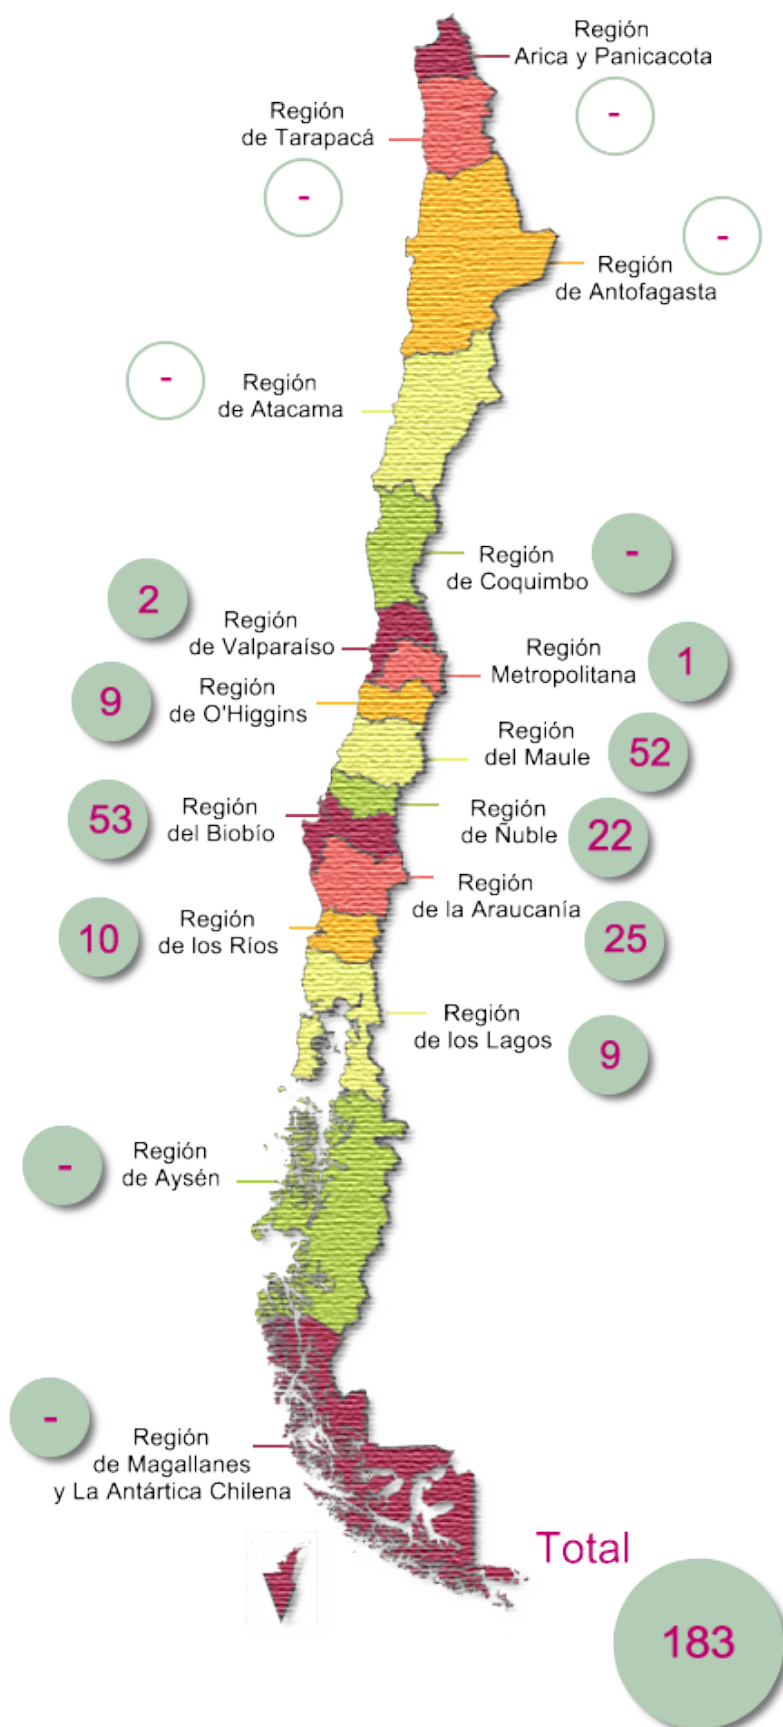 Región
Arica y Panicacota
-
Región
de Tarapacá
-
-
Región
de Antofagasta
-
Región
de Atacama
Región
de Coquimbo
-
2
Región
de Valparaíso
Región
Metropolitana
1
9
Región
de O'Higgins
Región
del Maule
52
53
Región
del Biobío
Región
de Ñuble
22
Región
de la Araucanía
25
10
Región
de los Ríos
Región
de los Lagos
9
-
Región
de Aysén
-
Región
de Magallanes
y La Antártica Chilena
Total
183